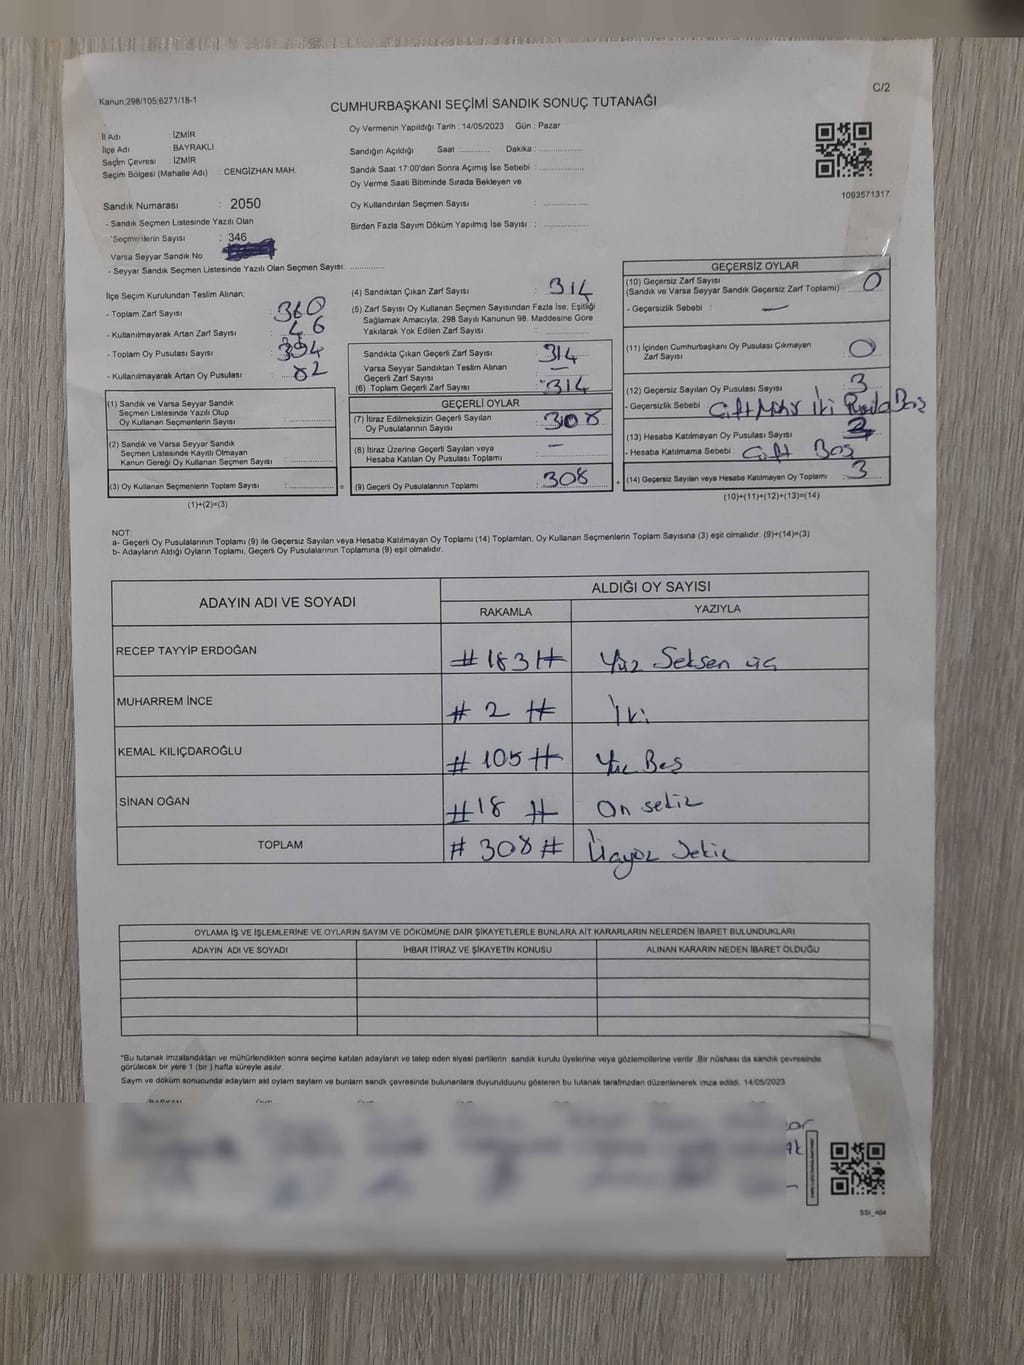 Kanun;298/105;6271/18-1
C/2
CUMHURBAŞKANI SEÇİMİ SANDIK SONUÇ TUTANAĞI
İl Adı İZMİR
İlçe Adı : BAYRAKLI
Seçim Çevresi : İZMİR
Seçim Bölgesi (Mahalle Adı) : CENGİZHAN MAH.
Oy Vermenin Yapıldığı Tarih : 14/05/2023 Gün : Pazar
Sandığın Açıldığı Saat :.......... Dakika :...............
Sandık Saat 17:00'den Sonra Açımış İse Sebebi :...............
Oy Verme Saati Bitiminde Sırada Bekleyen ve
Oy Kullandırılan Seçmen Sayısı :...............
Birden Fazla Sayım Döküm Yapılmış İse Sayısı :...............
1093571317
Sandık Numarası : 2050
- Sandık Seçmen Listesinde Yazılı Olan
Seçmenlerin Sayısı : 346
Varsa Seyyar Sandık No
- Seyyar Sandık Seçmen Listesinde Yazılı Olan Seçmen Sayısı: ............
İlçe Seçim Kurulundan Teslim Alınan;
- Toplam Zarf Sayısı : 360
- Kullanılmayarak Artan Zarf Sayısı : 46
- Toplam Oy Pusulası Sayısı : 394
- Kullanılmayarak Artan Oy Pusulası : 82
(1) Sandık ve Varsa Seyyar Sandık
Seçmen Listesinde Yazılı Olup
Oy Kullanan Seçmenlerin Sayısı :...............
(2) Sandık ve Varsa Seyyar Sandık
Seçmen Listesinde Kayıtlı Olmayan
Kanun Gereği Oy Kullanan Seçmen Sayısı :...............
(3) Oy Kullanan Seçmenlerin Toplam Sayısı :...............
(1)+(2)=(3)
(4) Sandıktan Çıkan Zarf Sayısı : 314
(5) Zarf Sayısı Oy Kullanan Seçmen Sayısından Fazla İse, Eşitliği
Sağlamak Amacıyla; 298 Sayılı Kanunun 98. Maddesine Göre
Yakılarak Yok Edilen Zarf Sayısı :...............
Sandıkta Çıkan Geçerli Zarf Sayısı : 314
Varsa Seyyar Sandıktan Teslim Alınan
Geçerli Zarf Sayısı : —
(6) Toplam Geçerli Zarf Sayısı : 314
GEÇERLİ OYLAR
(7) İtiraz Edilmeksizin Geçerli Sayılan
Oy Pusulalarının Sayısı : 308
(8) İtiraz Üzerine Geçerli Sayılan veya
Hesaba Katılan Oy Pusulası Toplamı : —
= (9) Geçerli Oy Pusulalarının Toplamı : 308
GEÇERSİZ OYLAR
(10) Geçersiz Zarf Sayısı
(Sandık ve Varsa Seyyar Sandık Geçersiz Zarf Toplamı) : 0
- Geçersizlik Sebebi : —
(11) İçinden Cumhurbaşkanı Oy Pusulası Çıkmayan
Zarf Sayısı : 0
(12) Geçersiz Sayılan Oy Pusulası Sayısı : 3
- Geçersizlik Sebebi Çift Mühür İki Pusula Boş
(13) Hesaba Katılmayan Oy Pusulası Sayısı
- Hesaba Katılmama Sebebi : Çift Boş
+ (14) Geçersiz Sayılan veya Hesaba Katılmayan Oy Toplamı : 3
(10)+(11)+(12)+(13)=(14)
NOT:
a- Geçerli Oy Pusulalarının Toplamı (9) ile Geçersiz Sayılan veya Hesaba Katılmayan Oy Toplamı (14) Toplamları, Oy Kullanan Seçmenlerin Toplam Sayısına (3) eşit olmalıdır. (9)+(14)=(3)
b- Adayların Aldığı Oyların Toplamı, Geçerli Oy Pusulalarının Toplamına (9) eşit olmalıdır.
ADAYIN ADI VE SOYADI ALDIĞI OY SAYISI
RAKAMLA YAZIYLA
RECEP TAYYİP ERDOĞAN # 183 # Yüz Seksen üç
MUHARREM İNCE # 2 # İki
KEMAL KILIÇDAROĞLU # 105 # Yüz Beş
SİNAN OĞAN # 18 # On sekiz
TOPLAM # 308 # Üçyüz Sekiz
OYLAMA İŞ VE İŞLEMLERİNE VE OYLARIN SAYIM VE DÖKÜMÜNE DAİR ŞİKAYETLERLE BUNLARA AİT KARARLARIN NELERDEN İBARET BULUNDUKLARI
ADAYIN ADI VE SOYADI İHBAR İTİRAZ VE ŞİKAYETİN KONUSU ALINAN KARARIN NEDEN İBARET OLDUĞU
*Bu tutanak imzalandıktan ve mühürlendikten sonra seçime katılan adayların ve talep eden siyasi partilerin sandık kurulu üyelerine veya gözlemcilerine verilir. Bir nüshası da sandık çevresinde
görülecek bir yere 1 (bir) hafta süreyle asılır.
Sayım ve döküm sonucunda adayların ald oyların sayların ve bunların sandk çevresinde bulunanlara duyurulduunu gösteren bu tutanak tarafmzdan düzenlenerek imza edildi. 14/05/2023
SSI_404